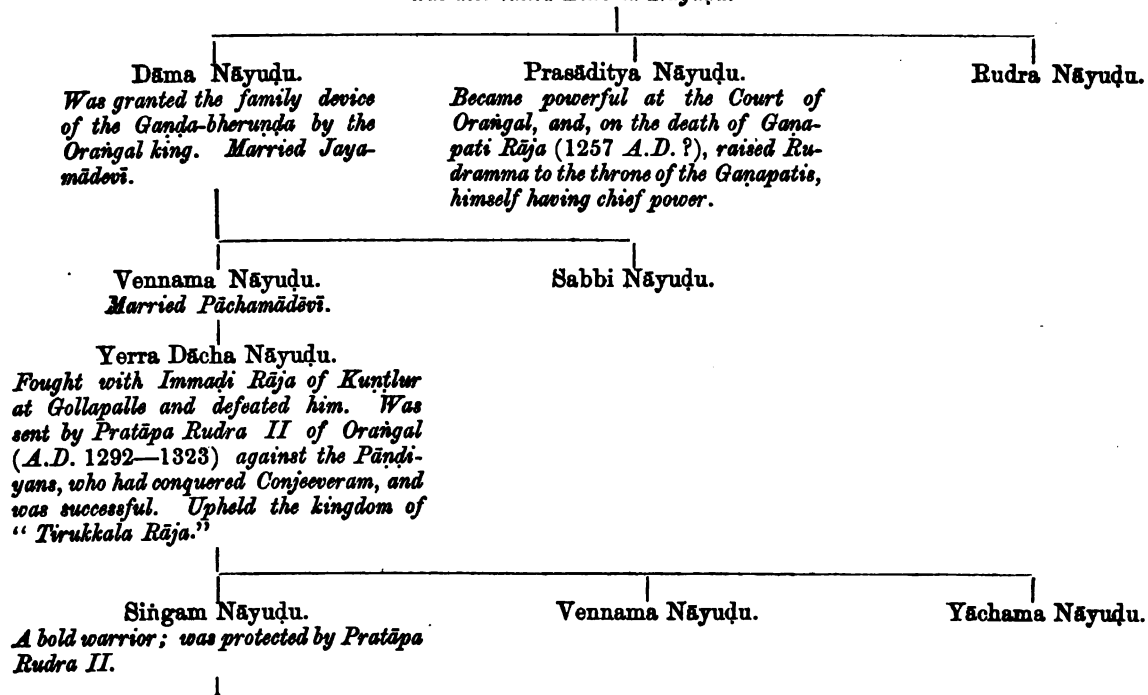 Dāma Nāyuḍu.
Was granted the family device
of the Gaṇḍa-bheruṇḍa by the
Oraṅgal king. Married Jaya-
mādevī.
Prasāditya Nāyuḍu.
Became powerful at the Court of
Oraṅgal, and, on the death of Gaṇa-
pati Rāja (1257 A.D. ?), raised Ru-
dramma to the throne of the Gaṇapatis,
himself having chief power.
Rudra Nāyuḍu.
Vennama Nāyuḍu.
Married Pāchamādēvī.
Sabbi Nāyuḍu.
Yerra Dācha Nāyuḍu.
Fought with Immaḍi Rāja of Kuṇṭlur
at Gollapalle and defeated him. Was
sent by Pratāpa Rudra II of Oraṅgal
(A.D. 1292—1323) against the Pāṇḍi-
yans, who had conquered Conjeeveram, and
was successful. Upheld the kingdom of
“ Tirukkala Rāja.”
Siṅgam Nāyuḍu.
A bold warrior; was protected by Pratāpa
Rudra II.
Vennama Nāyuḍu.
Yāchama Nāyuḍu.